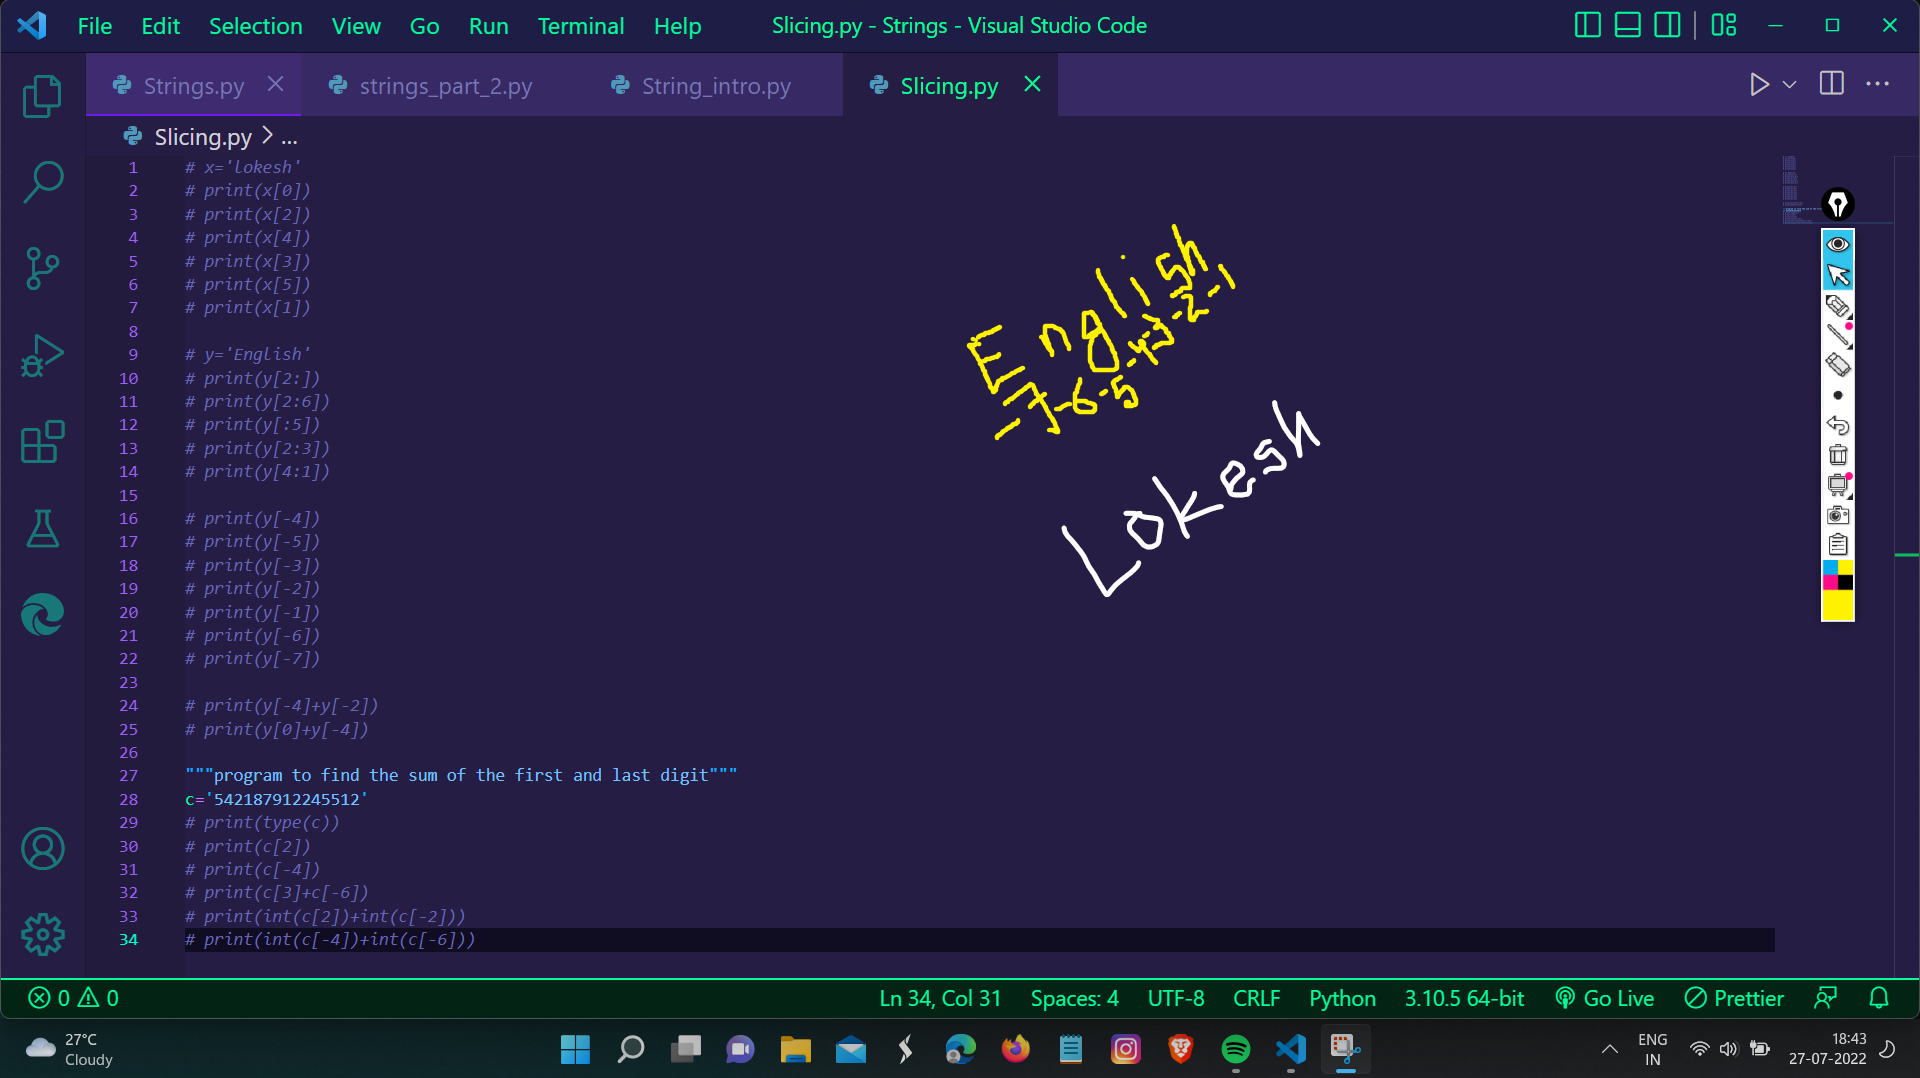 File Edit Selection View Go Run Terminal Help Slicing.py - Strings - Visual Studio Code
Strings.py strings_part_2.py String_intro.py Slicing.py
Slicing.py > ...
1 # x='lokesh'
2 # print(x[0])
3 # print(x[2])
4 # print(x[4])
5 # print(x[3])
6 # print(x[5])
7 # print(x[1])
8
9 # y='English'
10 # print(y[2:])
11 # print(y[2:6])
12 # print(y[:5])
13 # print(y[2:3])
14 # print(y[4:1])
15
16 # print(y[-4])
17 # print(y[-5])
18 # print(y[-3])
19 # print(y[-2])
20 # print(y[-1])
21 # print(y[-6])
22 # print(y[-7])
23
24 # print(y[-4]+y[-2])
25 # print(y[0]+y[-4])
26
27 """program to find the sum of the first and last digit"""
28 c='542187912245512'
29 # print(type(c))
30 # print(c[2])
31 # print(c[-4])
32 # print(c[3]+c[-6])
33 # print(int(c[2])+int(c[-2]))
34 # print(int(c[-4])+int(c[-6]))
English
-7-6-5-4-3-2-1
Lokesh
0 0 Ln 34, Col 31 Spaces: 4 UTF-8 CRLF Python 3.10.5 64-bit Go Live Prettier
27°C
Cloudy
ENG
IN
18:43
27-07-2022